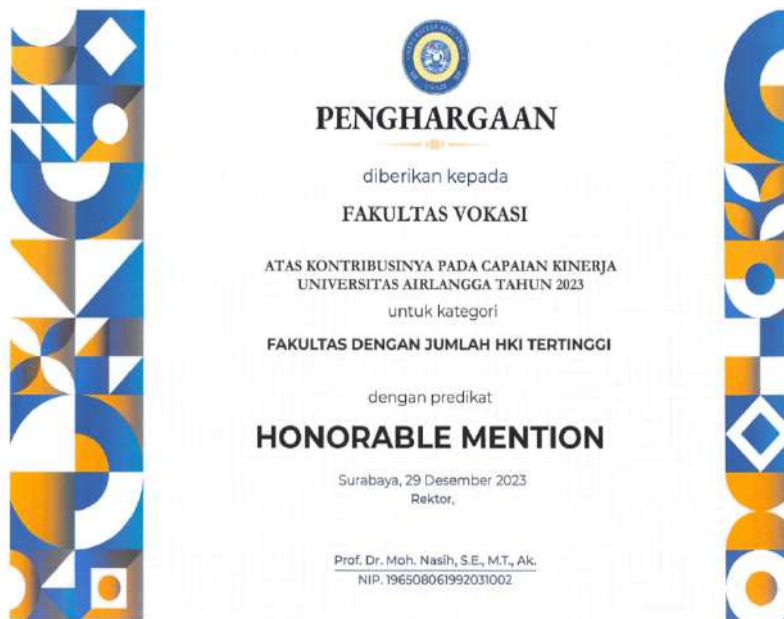 PENGHARGAAN
diberikan kepada
FAKULTAS VOKASI
ATAS KONTRIBUSINYA PADA CAPAIAN KINERJA
UNIVERSITAS AIRLANGGA TAHUN 2023
untuk kategori
FAKULTAS DENGAN JUMLAH HKI TERTINGGI
dengan predikat
HONORABLE MENTION
Surabaya, 29 Desember 2023
Rektor,
Prof. Dr. Moh. Nasih, S.E., M.T., Ak.
NIP. 196508061992031002